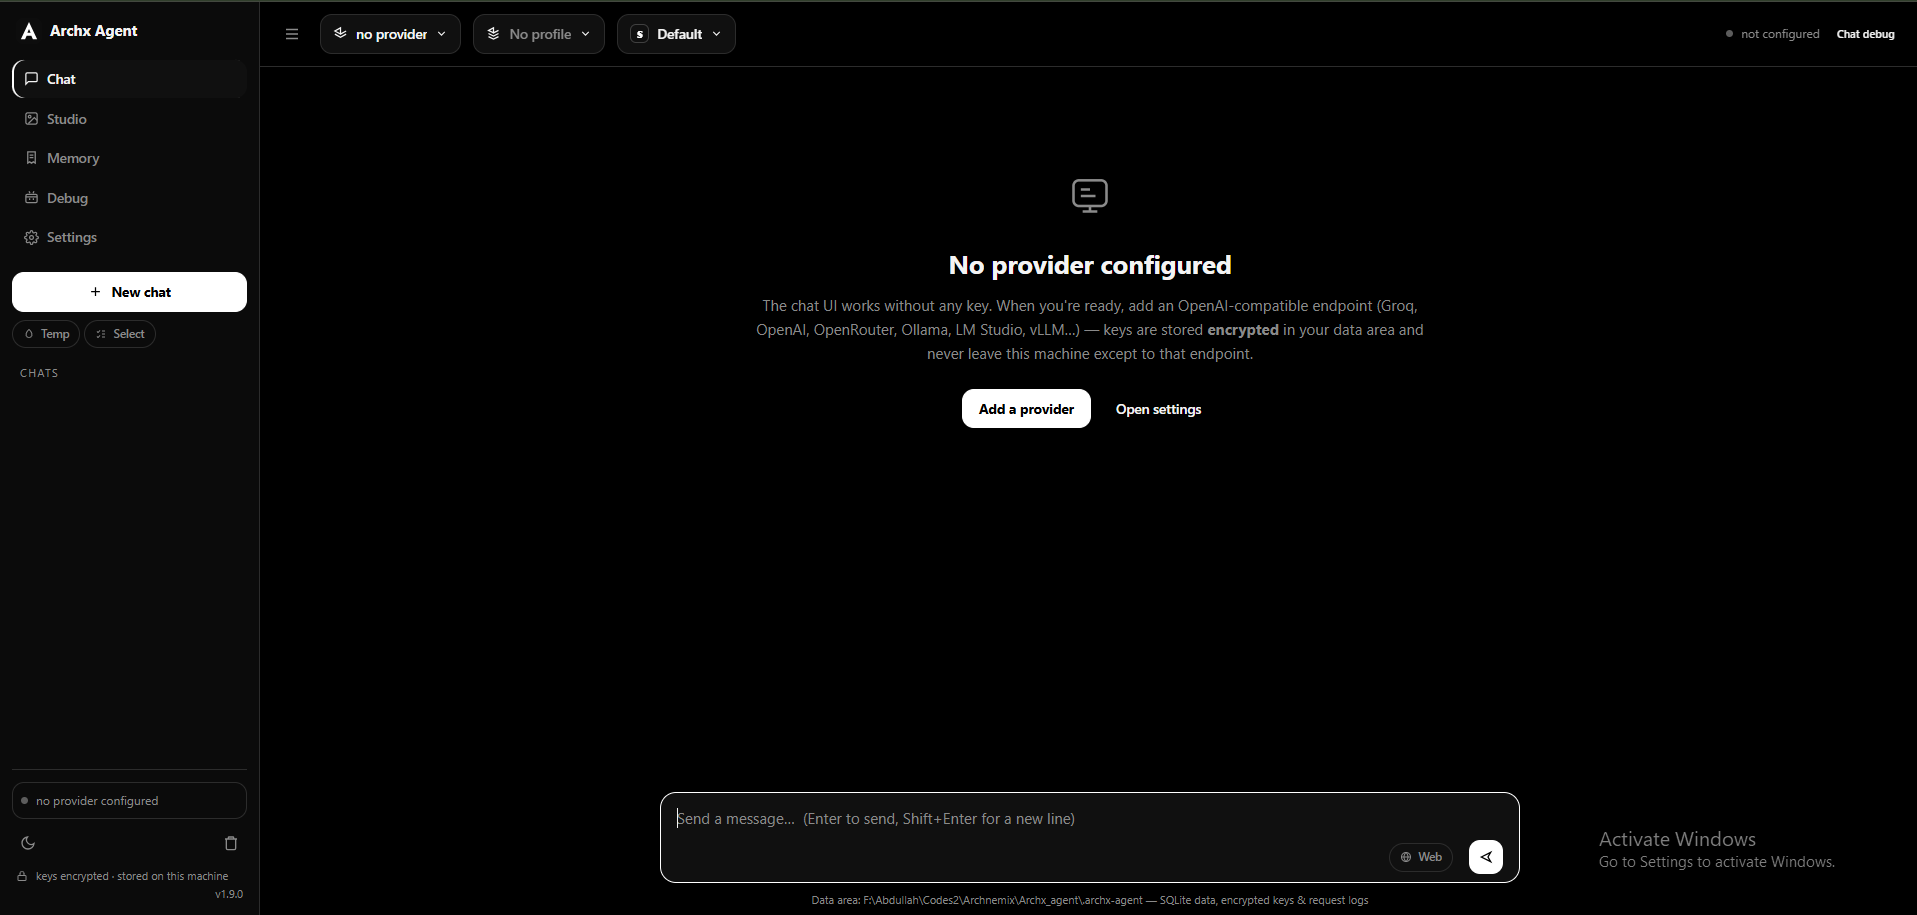 Archx Agent
Chat
Studio
Memory
Debug
Settings
+ New chat
Temp
Select
CHATS
no provider configured
keys encrypted · stored on this machine
v1.9.0
no provider
No profile
s Default
not configured
Chat debug
No provider configured
The chat UI works without any key. When you're ready, add an OpenAI-compatible endpoint (Groq,
OpenAI, OpenRouter, Ollama, LM Studio, vLLM...) — keys are stored encrypted in your data area and
never leave this machine except to that endpoint.
Add a provider
Open settings
Send a message... (Enter to send, Shift+Enter for a new line)
Web
Data area: F:\Abdullah\Codes2\Archnemix\Archx_agent\.archx-agent — SQLite data, encrypted keys & request logs
Activate Windows
Go to Settings to activate Windows.